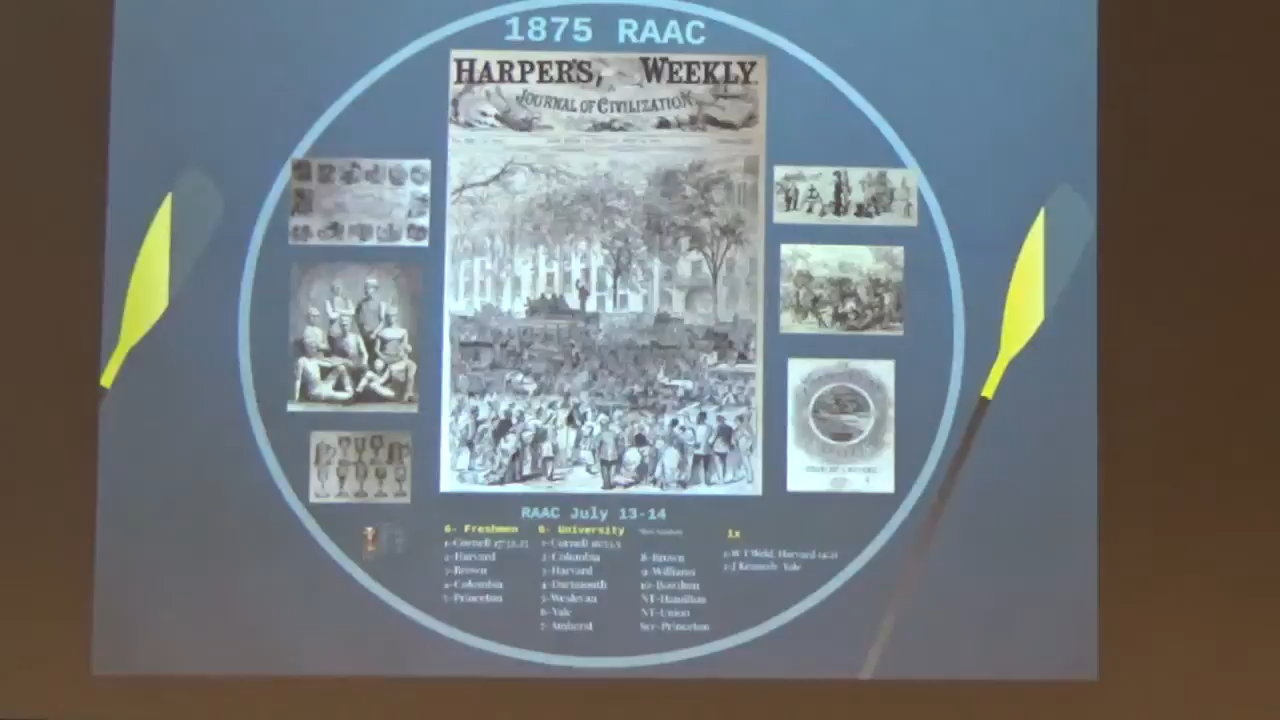 1875 RAAC
HARPER'S WEEKLY.
JOURNAL OF CIVILIZATION
RAAC July 13-14
6- Freshmen
1-Cornell
2-Harvard
3-Brown
4-Columbia
5-Princeton
6- University
1-Cornell
2-Columbia
3-Harvard
4-Dartmouth
5-Wesleyan
6-Yale
7-Amherst
8-Brown
9-Williams
10-Bowdoin
NT-Hamilton
NT-Union
Scr-Princeton
1x
1-W T Weld, Harvard
2-J Kennedy, Yale